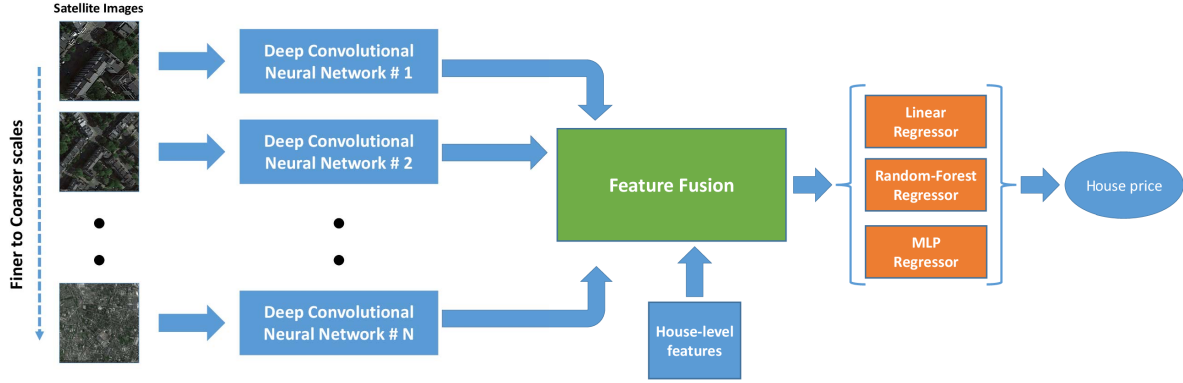 Satellite Images
Finer to Coarser scales
Deep Convolutional
Neural Network # 1
Deep Convolutional
Neural Network # 2
Deep Convolutional
Neural Network # N
Feature Fusion
House-level
features
Linear
Regressor
Random-Forest
Regressor
MLP
Regressor
House price